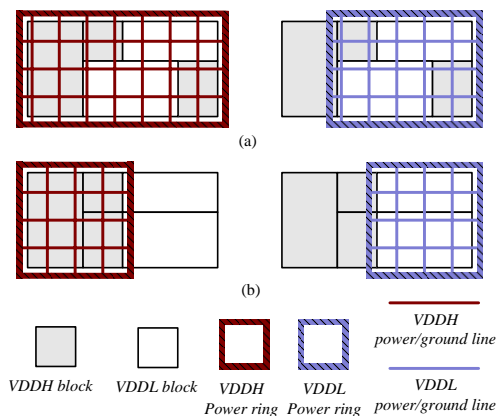 (a)
(b)
VDDH block
VDDL block
VDDH
Power ring
VDDL
Power ring
VDDH
power/ground line
VDDL
power/ground line